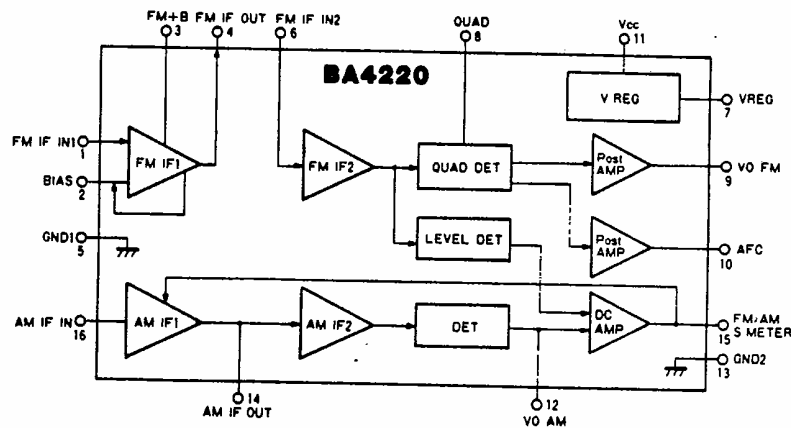 FM+B FM IF OUT FM IF IN2 QUAD Vcc
3 4 6 8 11
BA4220
V REG
VREG
7
FM IF IN1
1
FM IF1
FM IF2
QUAD DET
Post
AMP
VO FM
9
BIAS
2
GND1
5
LEVEL DET
Post
AMP
AFC
10
AM IF IN
16
AM IF1
AM IF2
DET
DC
AMP
FM/AM
15 S METER
GND2
13
14
AM IF OUT
12
VO AM